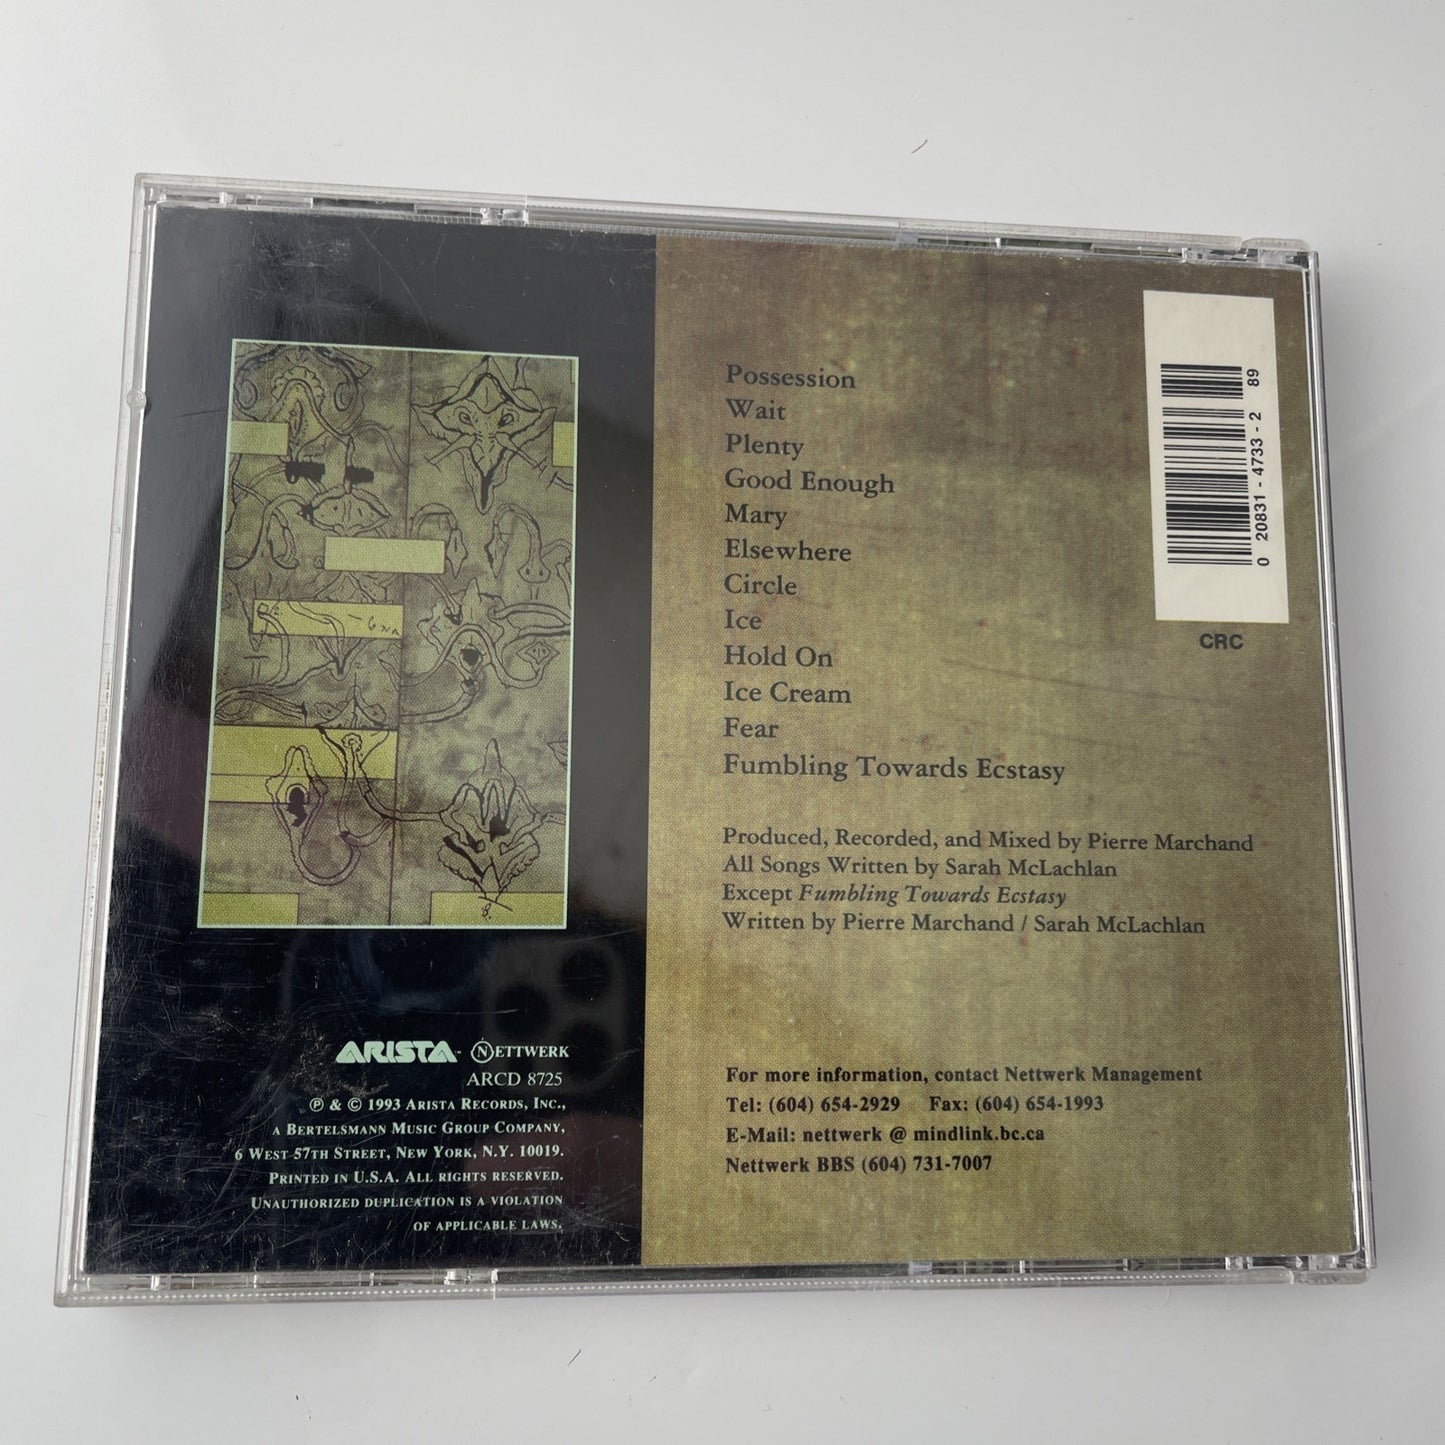 Possession
Wait
Plenty
Good Enough
Mary
Elsewhere
Circle
Ice
Hold On
Ice Cream
Fear
Fumbling Towards Ecstasy
Produced, Recorded, and Mixed by Pierre Marchand
All Songs Written by Sarah McLachlan
Except Fumbling Towards Ecstasy
Written by Pierre Marchand / Sarah McLachlan
For more information, contact Nettwerk Management
Tel: (604) 654-2929 Fax: (604) 654-1993
E-Mail: nettwerk @ mindlink.bc.ca
Nettwerk BBS (604) 731-7007
0 20831 - 4733 - 2 89
CRC
ARISTA™ NETTWERK
ARCD 8725
℗ & © 1993 ARISTA RECORDS, INC.,
A BERTELSMANN MUSIC GROUP COMPANY,
6 WEST 57TH STREET, NEW YORK, N.Y. 10019.
PRINTED IN U.S.A. ALL RIGHTS RESERVED.
UNAUTHORIZED DUPLICATION IS A VIOLATION
OF APPLICABLE LAWS.